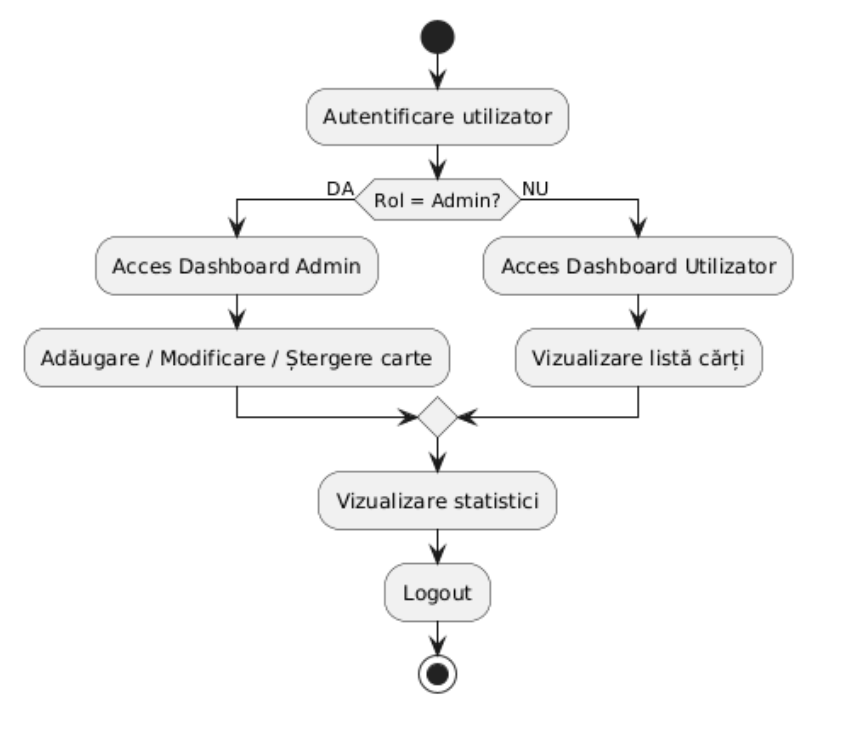 Autentificare utilizator
DA
Rol = Admin?
NU
Acces Dashboard Admin
Acces Dashboard Utilizator
Adăugare / Modificare / Ștergere carte
Vizualizare listă cărți
Vizualizare statistici
Logout